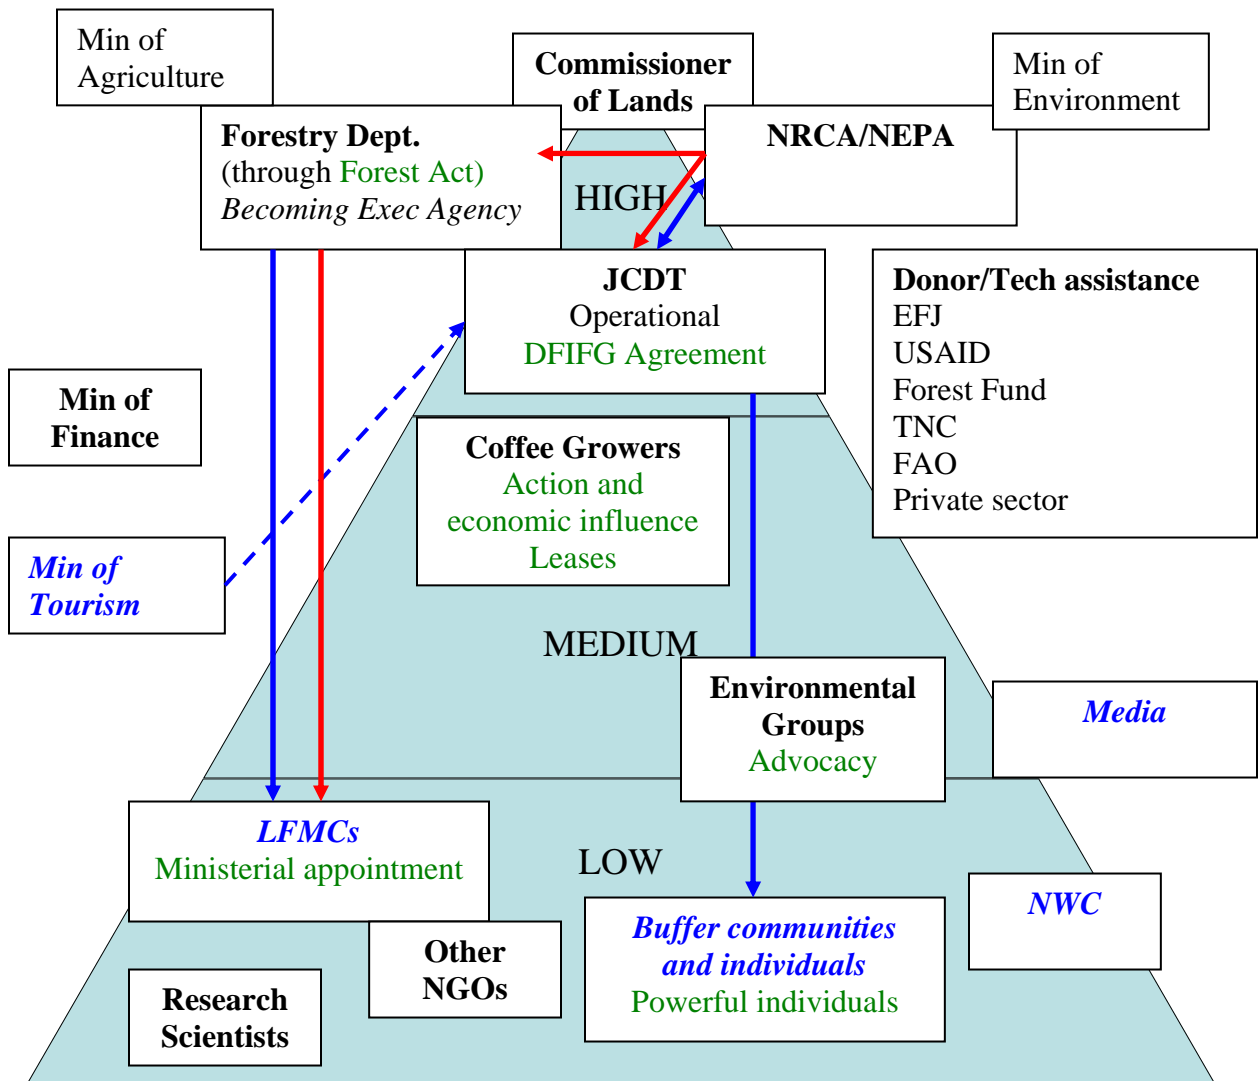 Min of
Agriculture
Commissioner
of Lands
Min of
Environment
Forestry Dept.
(through Forest Act)
Becoming Exec Agency
NRCA/NEPA
HIGH
JCDT
Operational
DFIFG Agreement
Donor/Tech assistance
EFJ
USAID
Forest Fund
TNC
FAO
Private sector
Min of
Finance
Coffee Growers
Action and
economic influence
Leases
Min of
Tourism
MEDIUM
Environmental
Groups
Advocacy
Media
LFMCs
Ministerial appointment
LOW
NWC
Buffer communities
and individuals
Powerful individuals
Other
NGOs
Research
Scientists